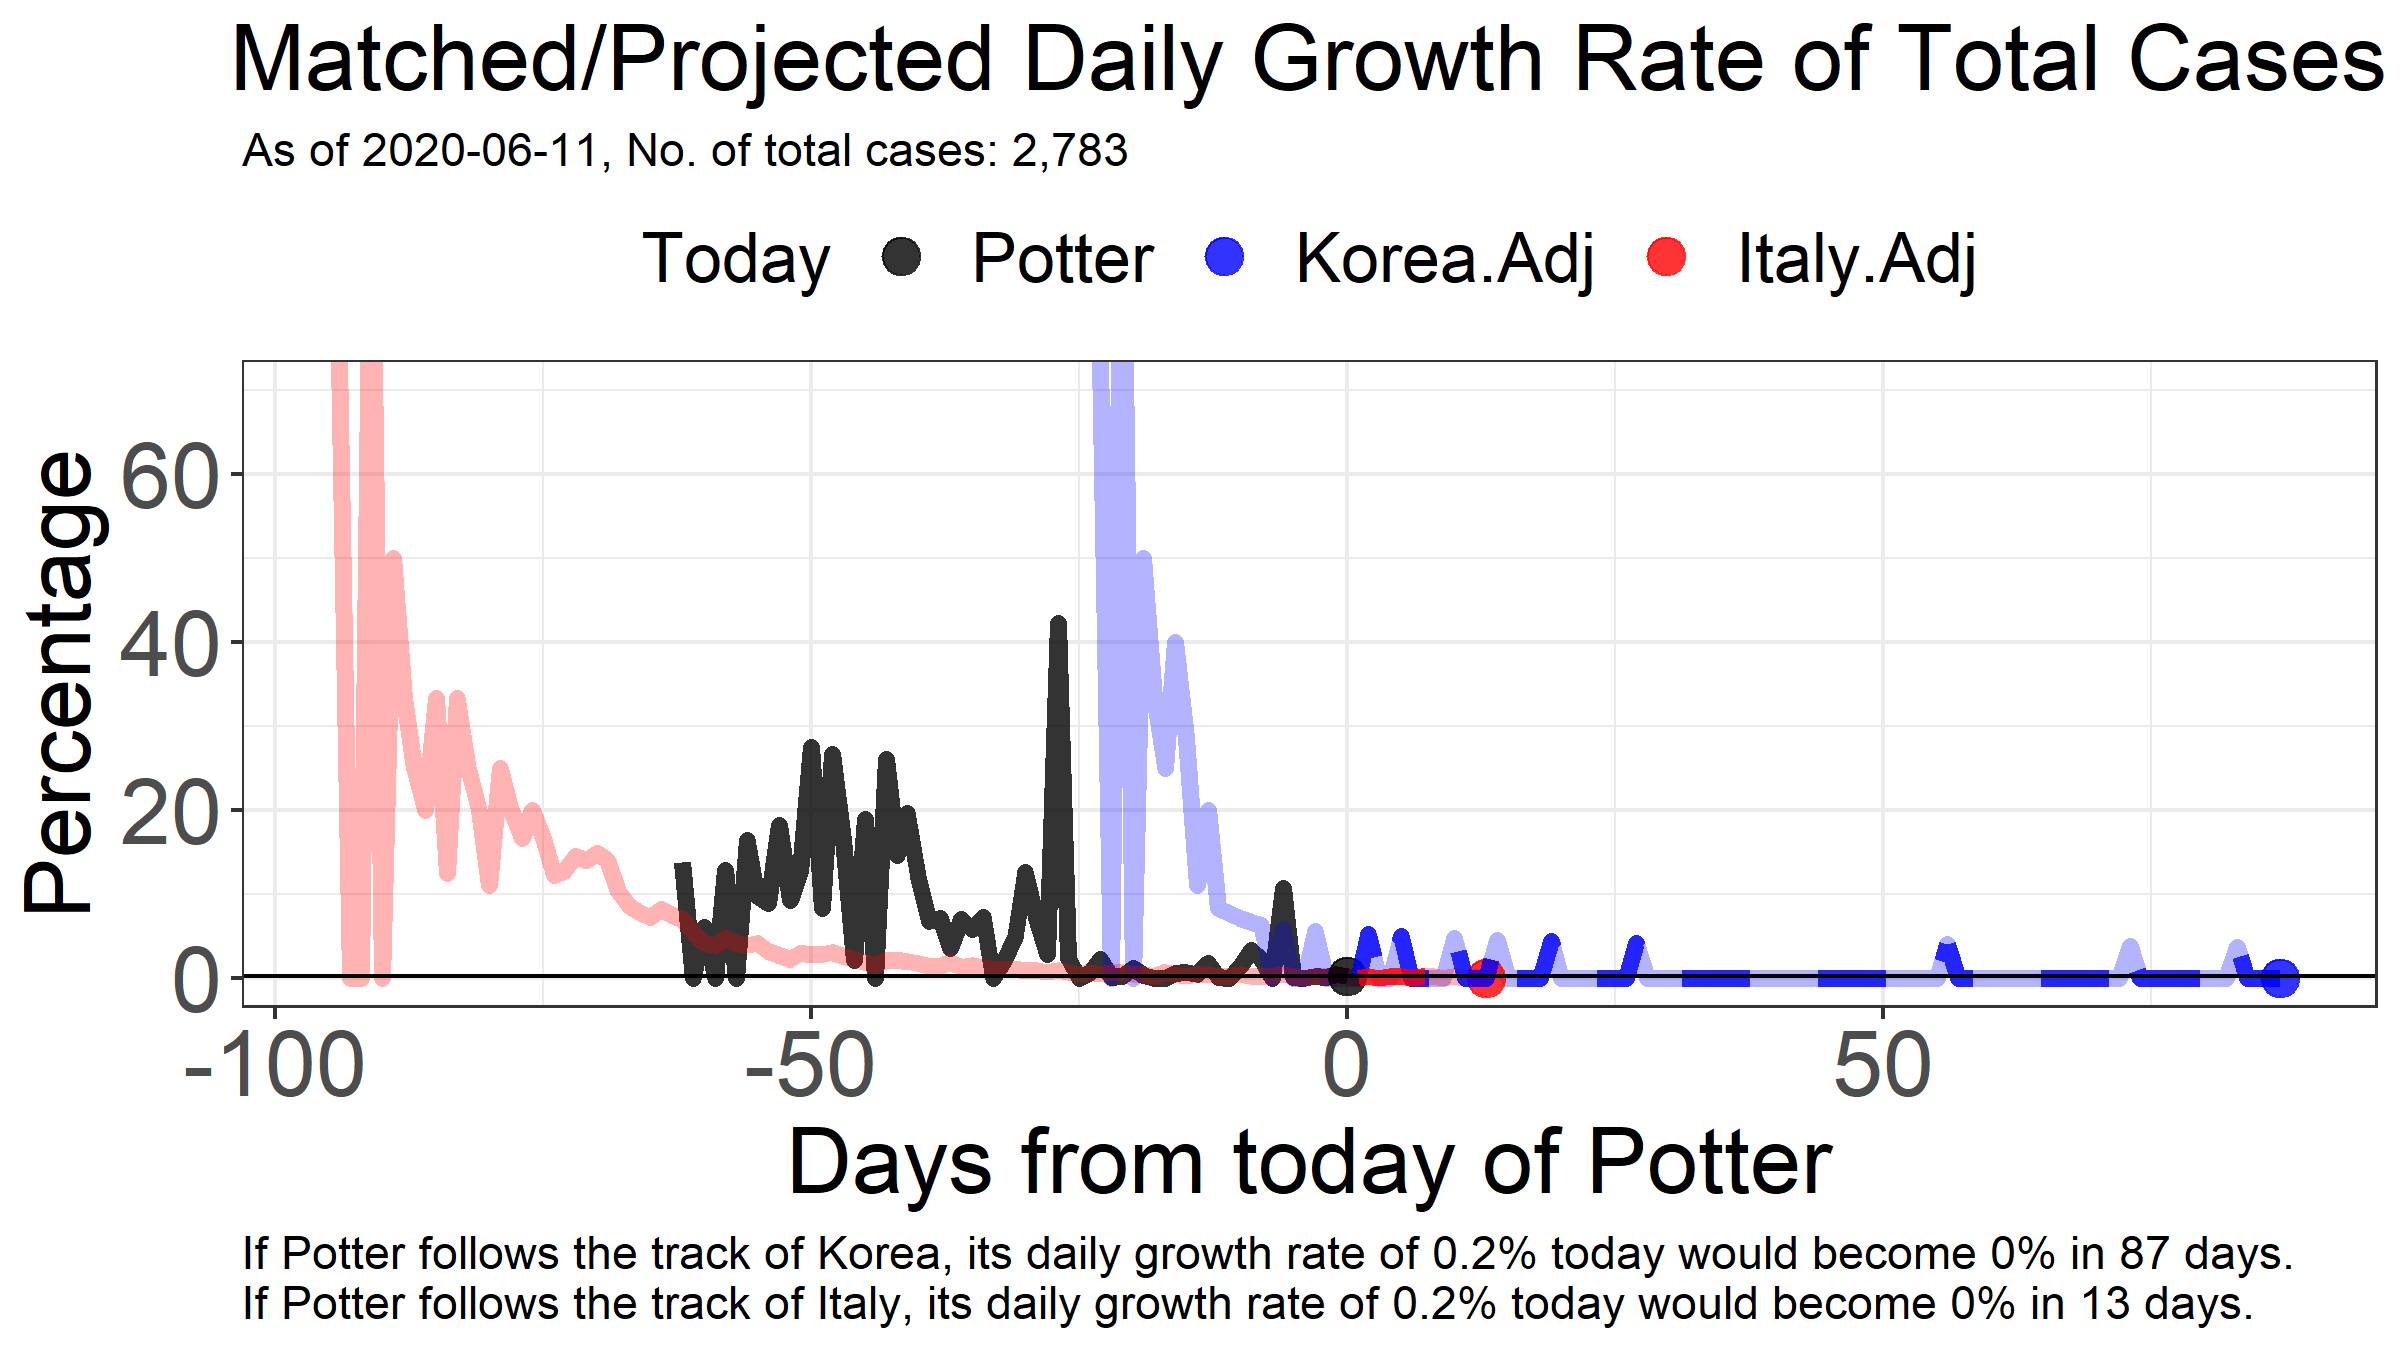 Matched/Projected Daily Growth Rate of Total Cases
As of 2020-06-11, No. of total cases: 2,783
Today Potter Korea.Adj Italy.Adj
Percentage
60
40
20
0
-100 -50 0 50
Days from today of Potter
If Potter follows the track of Korea, its daily growth rate of 0.2% today would become 0% in 87 days.
If Potter follows the track of Italy, its daily growth rate of 0.2% today would become 0% in 13 days.